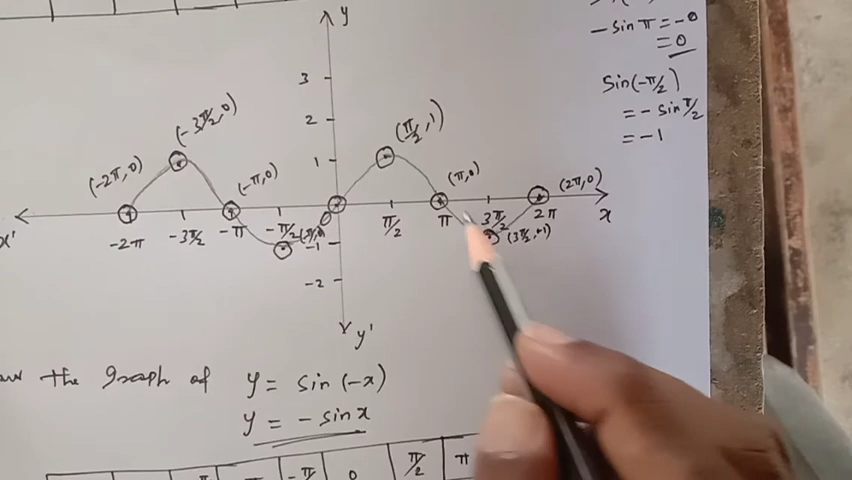 y
- sin π = -0
= 0
sin(-π/2)
= - sin π/2
= -1
3
2
1
(-3π/2, 0)
(π/2, 1)
(-2π, 0)
(-π, 0)
(π, 0)
(2π, 0)
x'
-2π
-3π/2
-π
-π/2
π/2
π
3π/2
2π
x
-1
(3π/2, -1)
-2
y'
the graph of y = sin(-x)
y = - sin x
0
π/2
π